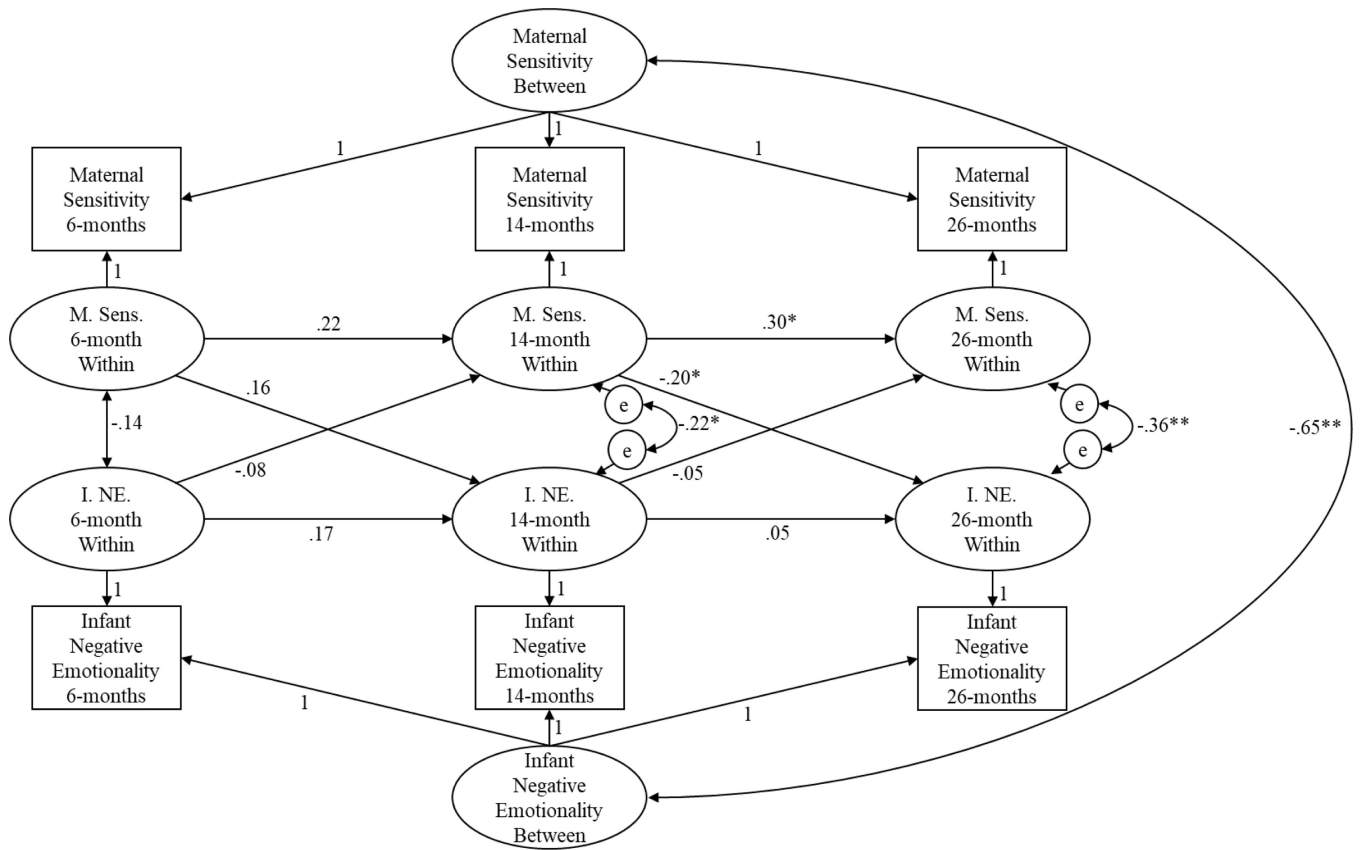 Maternal
Sensitivity
Between
1
1
1
Maternal
Sensitivity
6-months
Maternal
Sensitivity
14-months
Maternal
Sensitivity
26-months
1
1
1
M. Sens.
6-month
Within
.22
M. Sens.
14-month
Within
.30*
M. Sens.
26-month
Within
.16
-.20*
e
e
-.14
-.22*
-.36**
-.65**
e
e
-.08
-.05
I. NE.
6-month
Within
.17
I. NE.
14-month
Within
.05
I. NE.
26-month
Within
1
1
1
Infant
Negative
Emotionality
6-months
Infant
Negative
Emotionality
14-months
Infant
Negative
Emotionality
26-months
1
1
1
Infant
Negative
Emotionality
Between